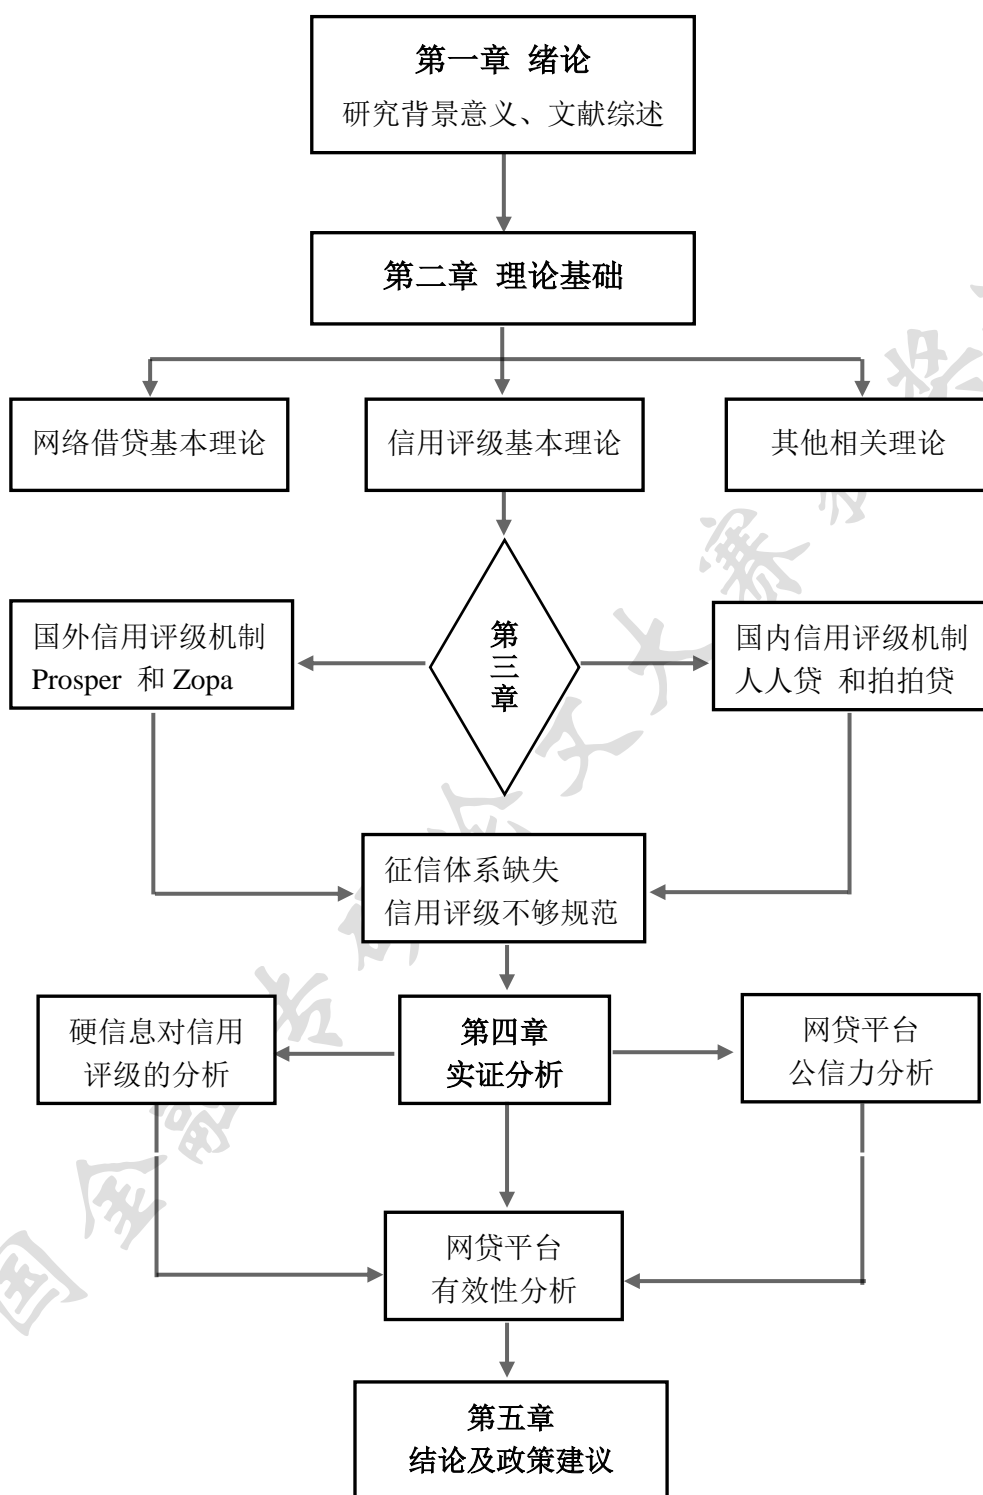 第一章 绪论
研究背景意义、文献综述
第二章 理论基础
网络借贷基本理论
信用评级基本理论
其他相关理论
第三章
国外信用评级机制
Prosper 和 Zopa
国内信用评级机制
人人贷 和拍拍贷
征信体系缺失
信用评级不够规范
硬信息对信用
评级的分析
第四章
实证分析
网贷平台
公信力分析
网贷平台
有效性分析
第五章
结论及政策建议